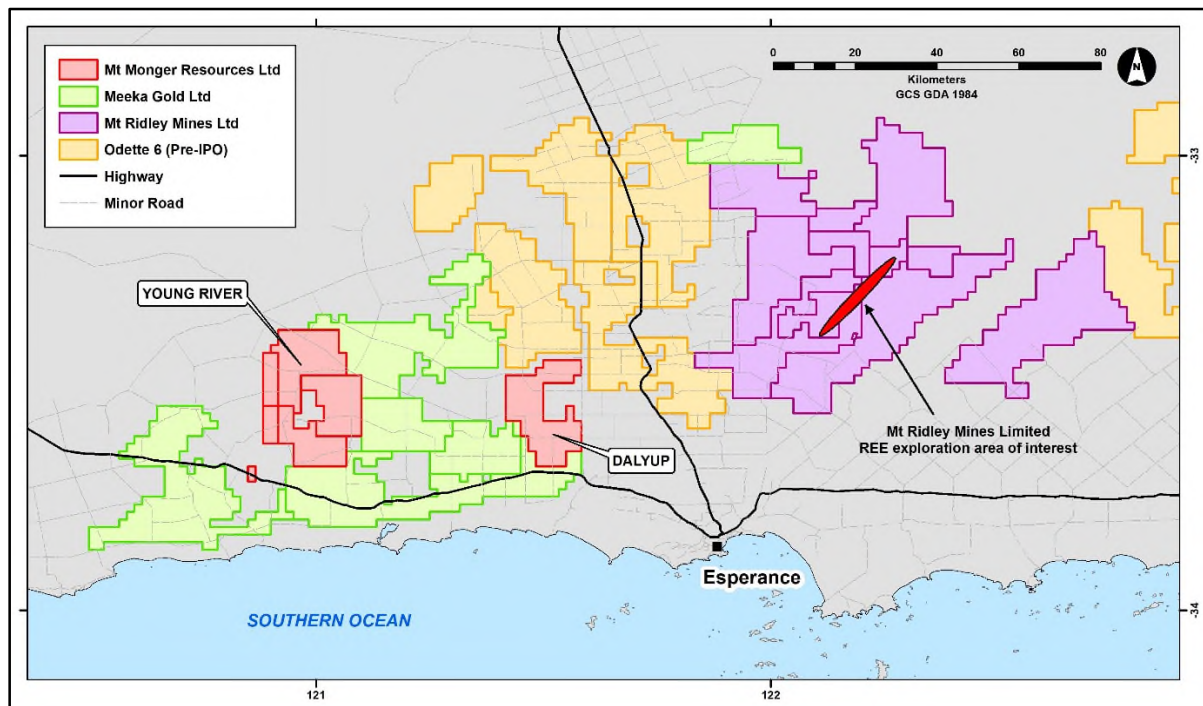 Mt Monger Resources Ltd
Meeka Gold Ltd
Mt Ridley Mines Ltd
Odette 6 (Pre-IPO)
Highway
Minor Road
121
122
0 20 40 60 80
Kilometers
GCS GDA 1984
N
-33
YOUNG RIVER
DALYUP
Mt Ridley Mines Limited
REE exploration area of interest
Esperance
SOUTHERN OCEAN
-34
121
122